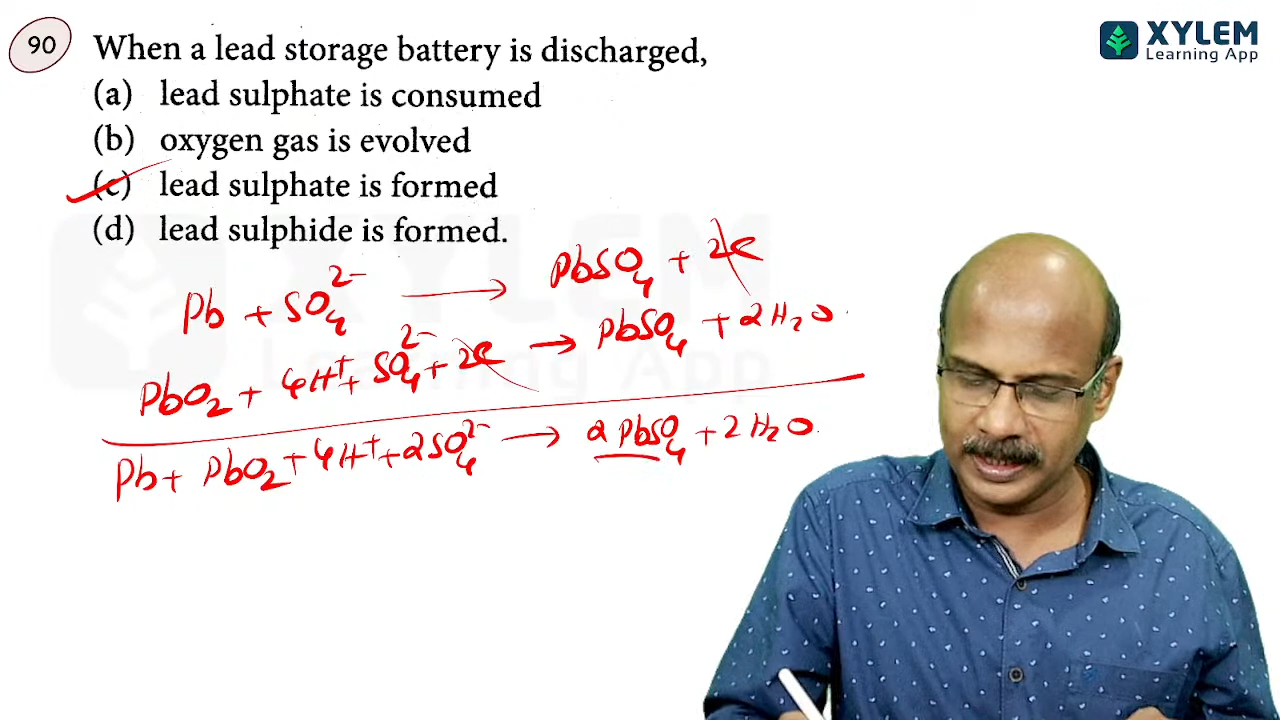 90 When a lead storage battery is discharged,
(a) lead sulphate is consumed
(b) oxygen gas is evolved
(c) lead sulphate is formed
(d) lead sulphide is formed.
Pb + SO₄²⁻ → PbSO₄ + 2e
PbO₂ + 4H⁺ + SO₄²⁻ + 2e → PbSO₄ + 2H₂O
Pb + PbO₂ + 4H⁺ + 2SO₄²⁻ → 2PbSO₄ + 2H₂O
XYLEM
Learning App
XYLEM